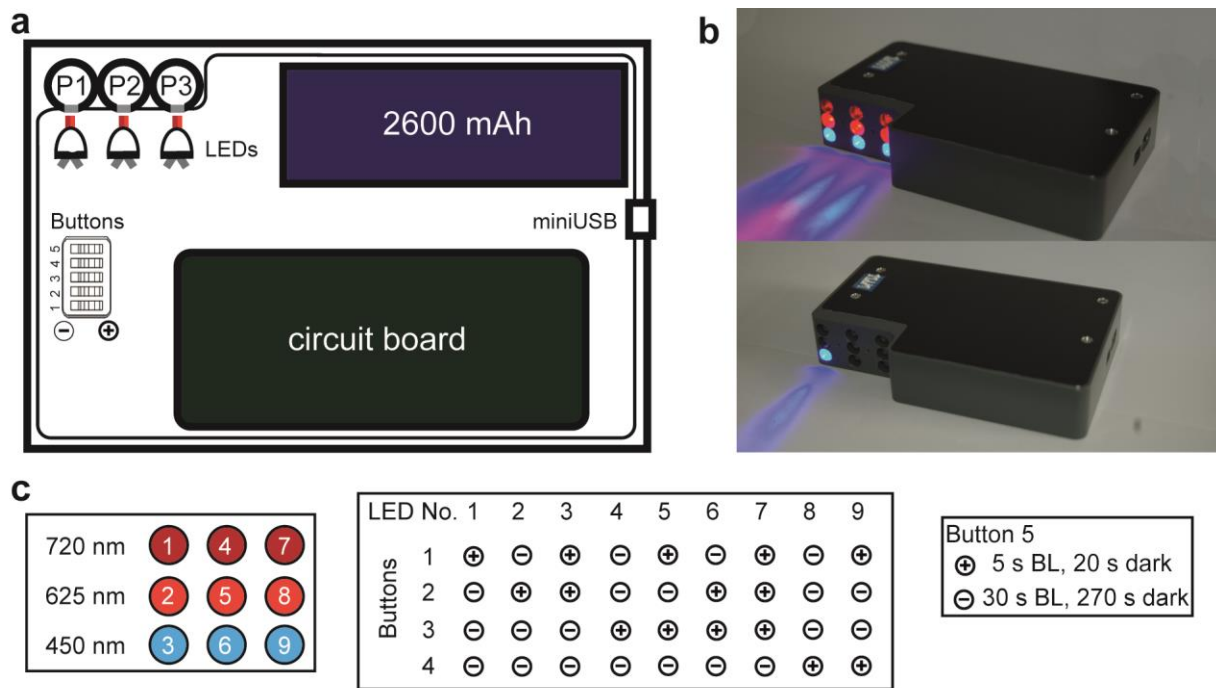 a
P1 P2 P3
LEDs
2600 mAh
Buttons
1 2 3 4 5
⊖ ⊕
miniUSB
circuit board
b
c
720 nm 1 4 7
625 nm 2 5 8
450 nm 3 6 9
LED No. 1 2 3 4 5 6 7 8 9
Buttons
1 ⊕ ⊖ ⊕ ⊖ ⊕ ⊖ ⊕ ⊖ ⊕
2 ⊖ ⊕ ⊕ ⊖ ⊖ ⊕ ⊕ ⊖ ⊖
3 ⊖ ⊖ ⊖ ⊕ ⊕ ⊕ ⊕ ⊖ ⊖
4 ⊖ ⊖ ⊖ ⊖ ⊖ ⊖ ⊖ ⊕ ⊕
Button 5
⊕ 5 s BL, 20 s dark
⊖ 30 s BL, 270 s dark